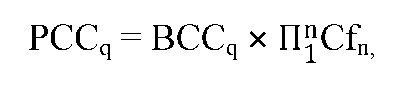 PCC_q = BCC_q × Π_1^n Cf_n,